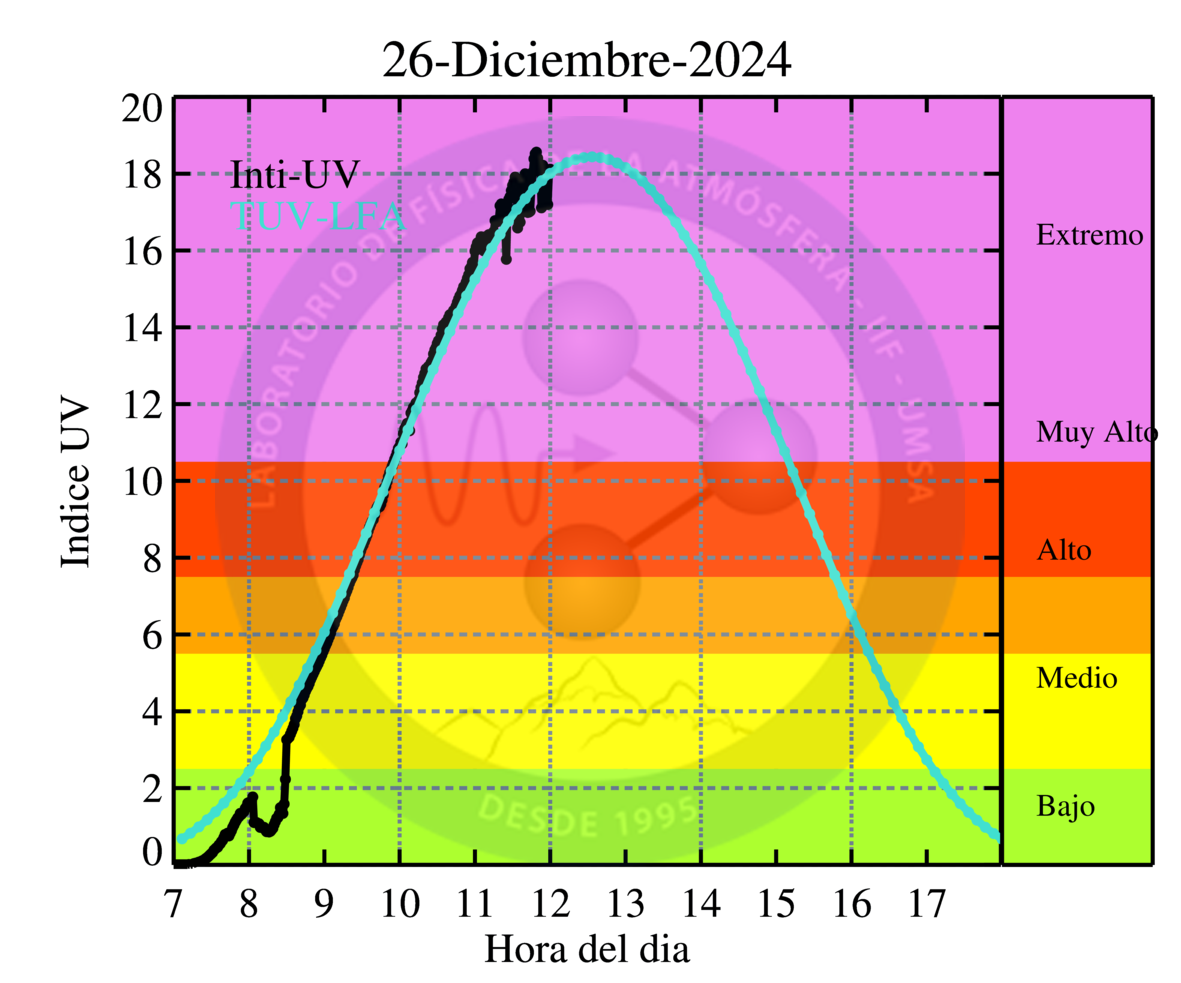 26-Diciembre-2024
20
18
16
14
12
10
8
6
4
2
0
Indice UV
Inti-UV
TUV-LFA
LABORATORIO DE FÍSICA DE LA ATMÓSFERA - IIF - UMSA
DESDE 1995
Extremo
Muy Alto
Alto
Medio
Bajo
7 8 9 10 11 12 13 14 15 16 17
Hora del dia